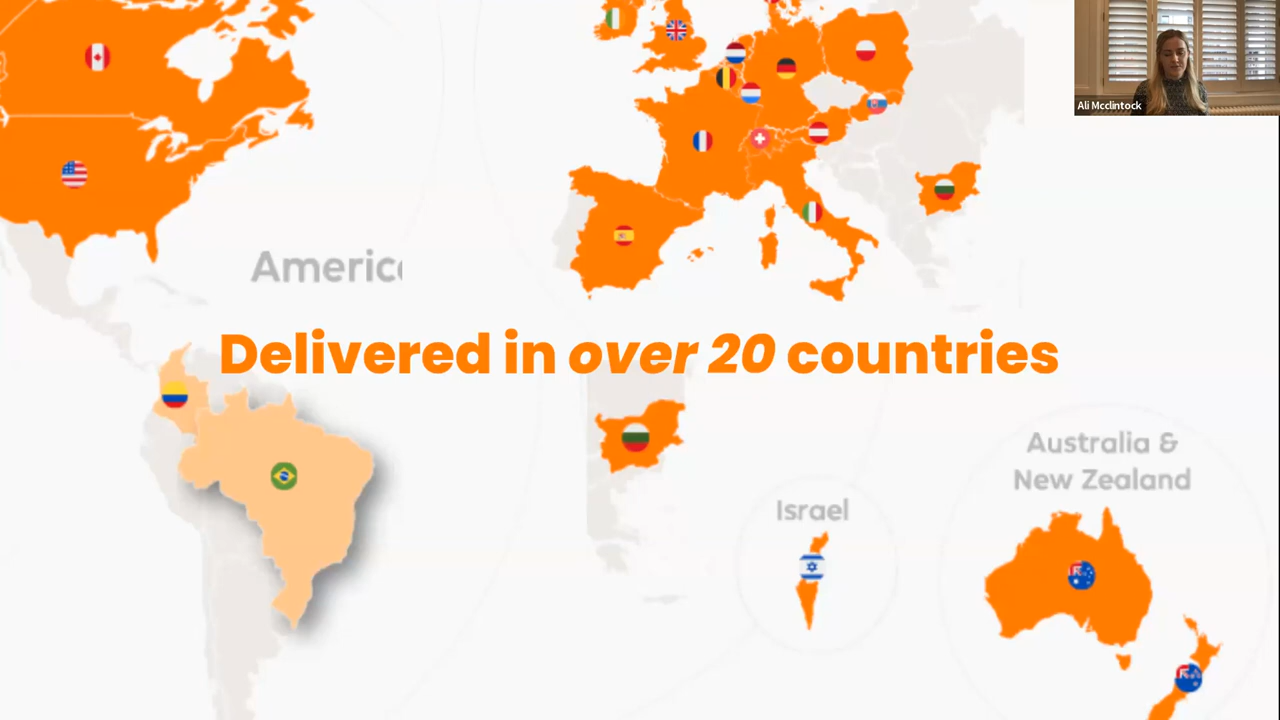 Ali Mcclintock
Americ
Delivered in over 20 countries
Australia &
New Zealand
Israel